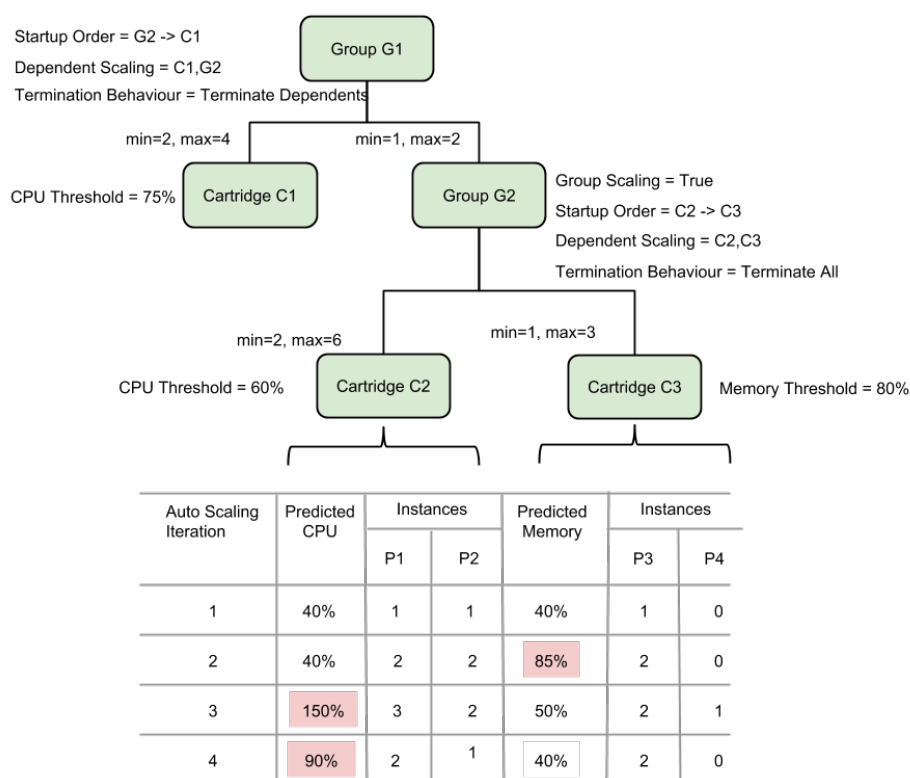 Startup Order = G2 -> C1
Group G1
Dependent Scaling = C1,G2
Termination Behaviour = Terminate Dependents
min=2, max=4
min=1, max=2
CPU Threshold = 75%
Cartridge C1
Group G2
Group Scaling = True
Startup Order = C2 -> C3
Dependent Scaling = C2,C3
Termination Behaviour = Terminate All
min=2, max=6
min=1, max=3
CPU Threshold = 60%
Cartridge C2
Cartridge C3
Memory Threshold = 80%
Auto Scaling
Iteration
Predicted
CPU
Instances
Predicted
Memory
Instances
P1 P2 P3 P4
1 40% 1 1 40% 1 0
2 40% 2 2 85% 2 0
3 150% 3 2 50% 2 1
4 90% 2 1 40% 2 0